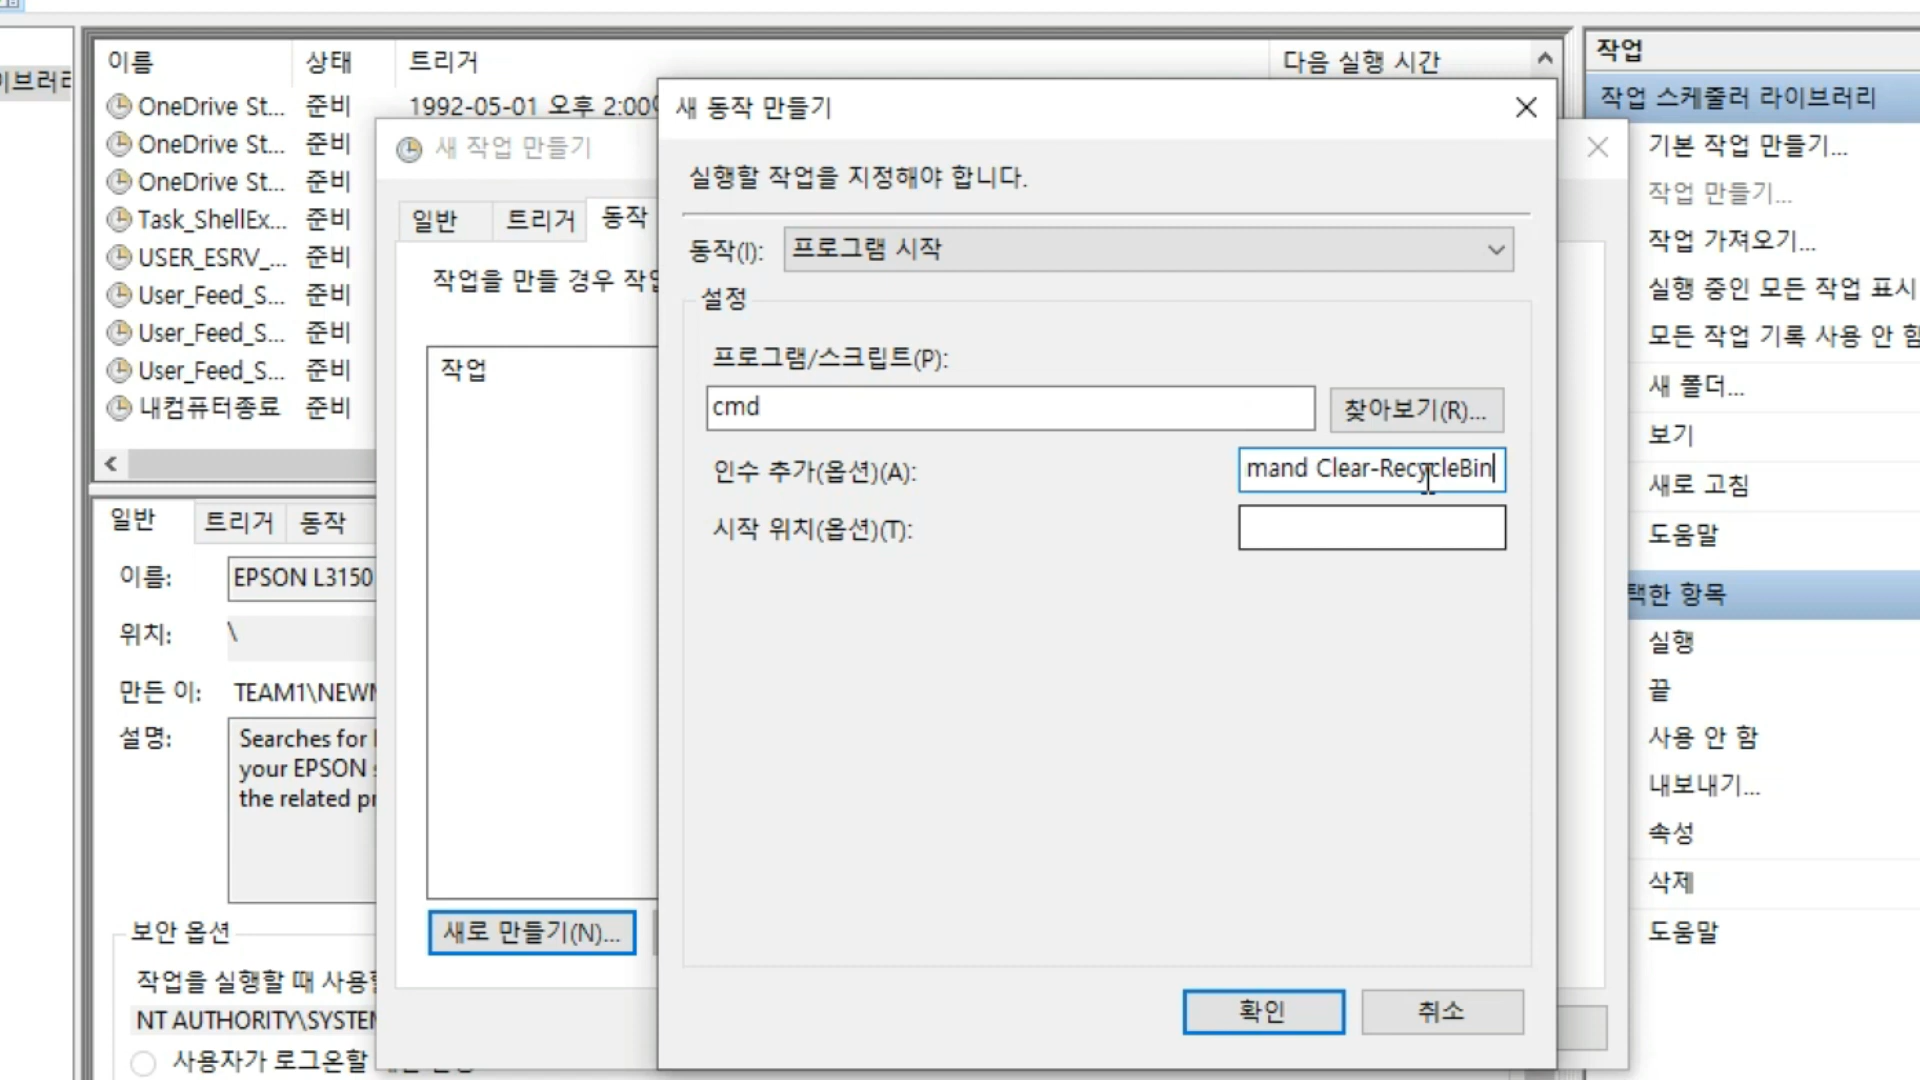 이름 상태 트리거 다음 실행 시간
OneDrive St... 준비 1992-05-01 오후 2:00
OneDrive St... 준비
OneDrive St... 준비
Task_ShellEx... 준비
USER_ESRV_... 준비
User_Feed_S... 준비
User_Feed_S... 준비
User_Feed_S... 준비
내컴퓨터종료 준비
일반 트리거 동작
이름: EPSON L3150
위치: \
만든 이: TEAM1\NEW
설명: Searches for
your EPSON
the related
보안 옵션
작업을 실행할 때
NT AUTHORITY\SYSTEM
사용자가 로그온할
새 작업 만들기
일반 트리거 동작
작업을 만들 경우
작업
새로 만들기(N)...
새 동작 만들기
실행할 작업을 지정해야 합니다.
동작(I): 프로그램 시작
설정
프로그램/스크립트(P):
cmd 찾아보기(R)...
인수 추가(옵션)(A): mand Clear-RecycleBin
시작 위치(옵션)(T):
확인 취소
작업
작업 스케줄러 라이브러리
기본 작업 만들기...
작업 만들기...
작업 가져오기...
실행 중인 모든 작업 표시
모든 작업 기록 사용 안 함
새 폴더...
보기
새로 고침
도움말
택한 항목
실행
끝
사용 안 함
내보내기...
속성
삭제
도움말